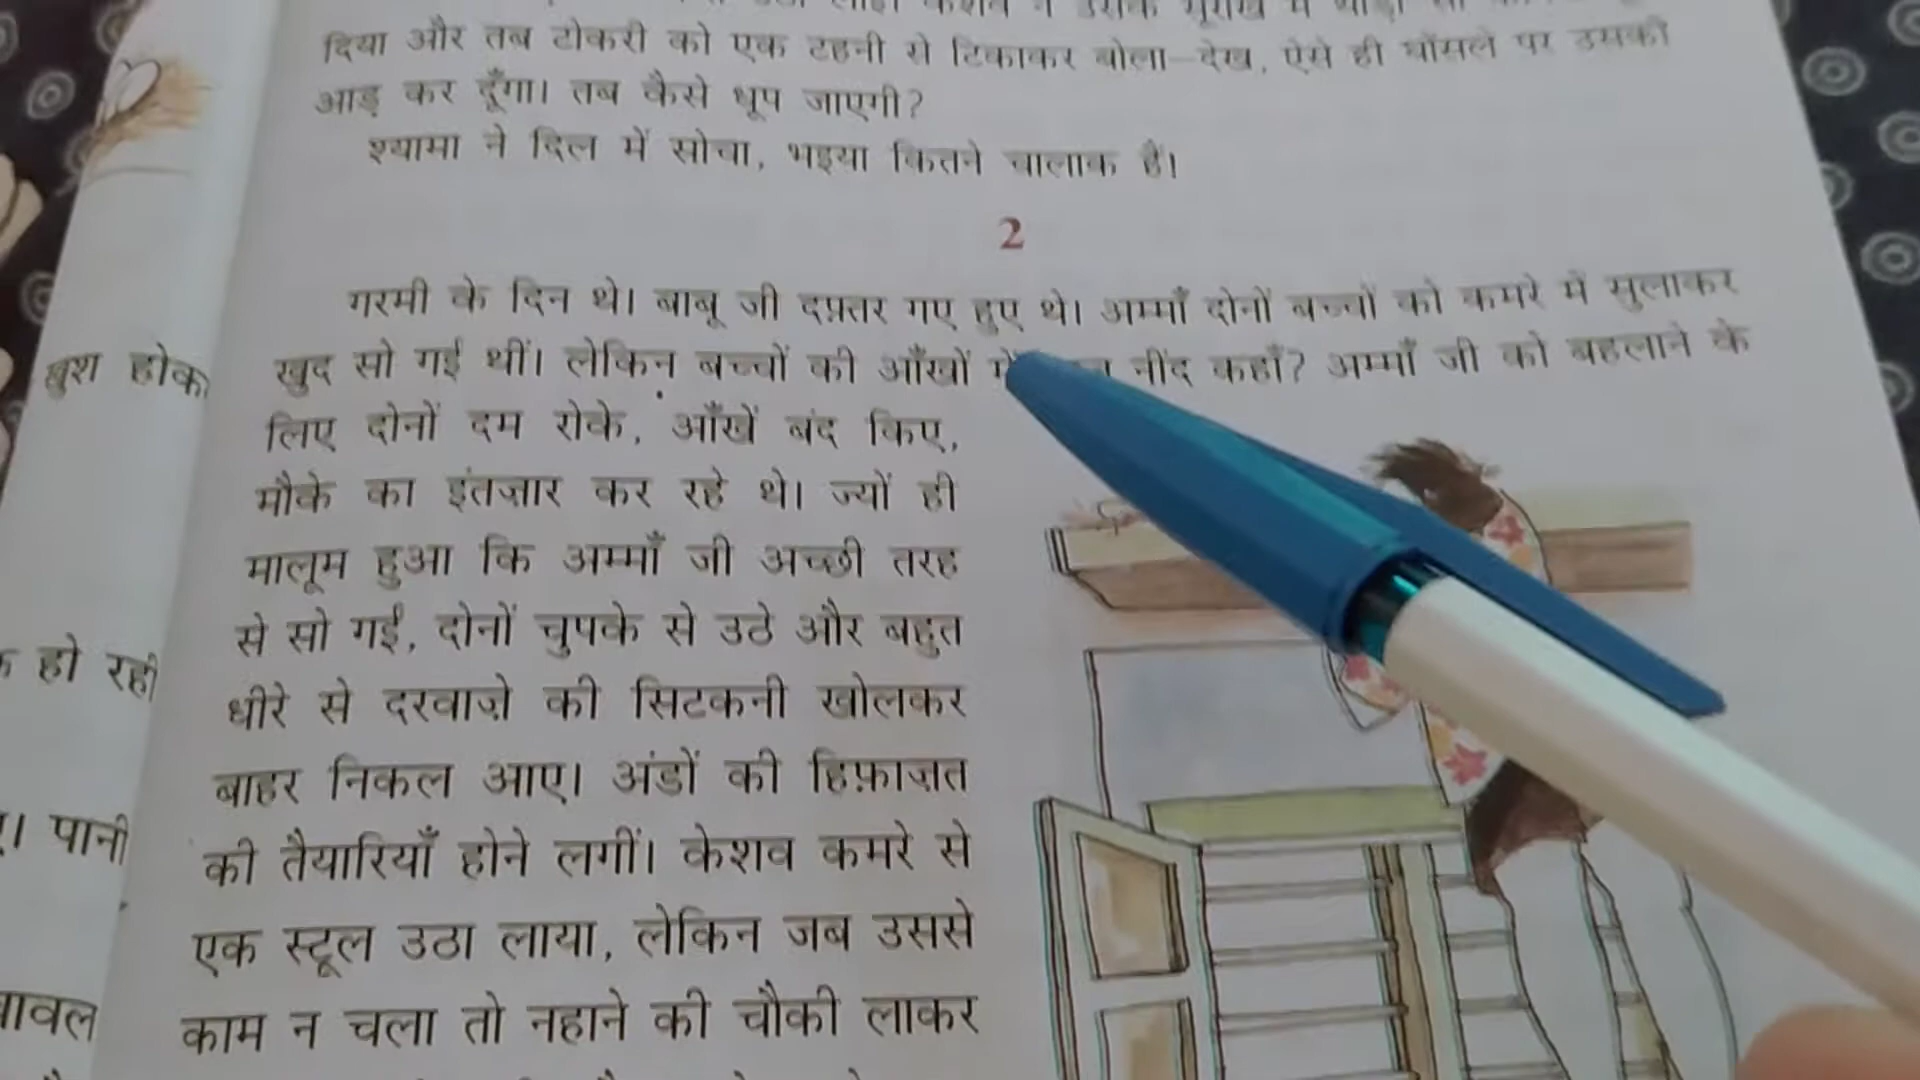 दिया और तब टोकरी को एक टहनी से टिकाकर बोला—देख, ऐसे ही घोंसले पर उसकी
आड़ कर दूँगा। तब कैसे धूप जाएगी?
श्यामा ने दिल में सोचा, भइया कितने चालाक हैं।
2
गरमी के दिन थे। बाबू जी दफ़्तर गए हुए थे। अम्माँ दोनों बच्चों को कमरे में सुलाकर
खुद सो गई थीं। लेकिन बच्चों की आँखों में नींद कहाँ? अम्माँ जी को बहलाने के
लिए दोनों दम रोके, आँखें बंद किए,
मौके का इंतज़ार कर रहे थे। ज्यों ही
मालूम हुआ कि अम्माँ जी अच्छी तरह
से सो गईं, दोनों चुपके से उठे और बहुत
धीरे से दरवाज़े की सिटकनी खोलकर
बाहर निकल आए। अंडों की हिफ़ाज़त
की तैयारियाँ होने लगीं। केशव कमरे से
एक स्टूल उठा लाया, लेकिन जब उससे
काम न चला तो नहाने की चौकी लाकर
हो रही
पानी